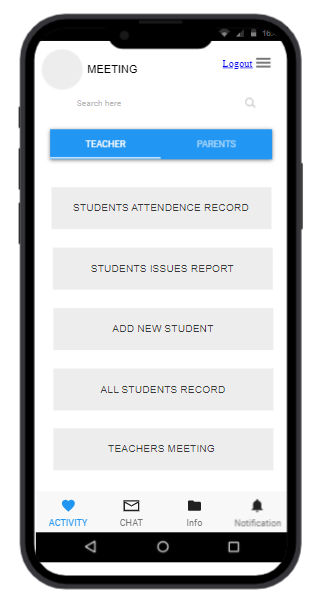 16:
MEETING
Logout
Search here
TEACHER PARENTS
STUDENTS ATTENDENCE RECORD
STUDENTS ISSUES REPORT
ADD NEW STUDENT
ALL STUDENTS RECORD
TEACHERS MEETING
ACTIVITY CHAT Info Notification